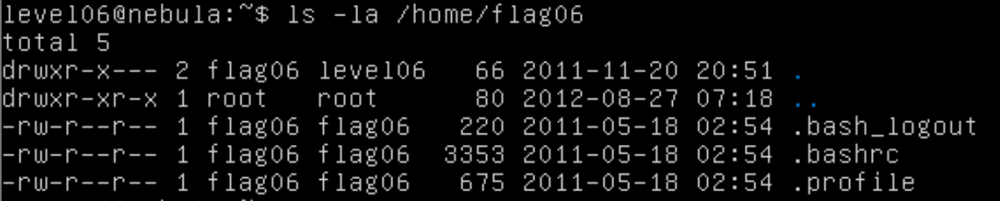 level06@nebula:~$ ls -la /home/flag06
total 5
drwxr-x--- 2 flag06 level06   66 2011-11-20 20:51 .
drwxr-xr-x 1 root   root      80 2012-08-27 07:18 ..
-rw-r--r-- 1 flag06 flag06   220 2011-05-18 02:54 .bash_logout
-rw-r--r-- 1 flag06 flag06  3353 2011-05-18 02:54 .bashrc
-rw-r--r-- 1 flag06 flag06   675 2011-05-18 02:54 .profile